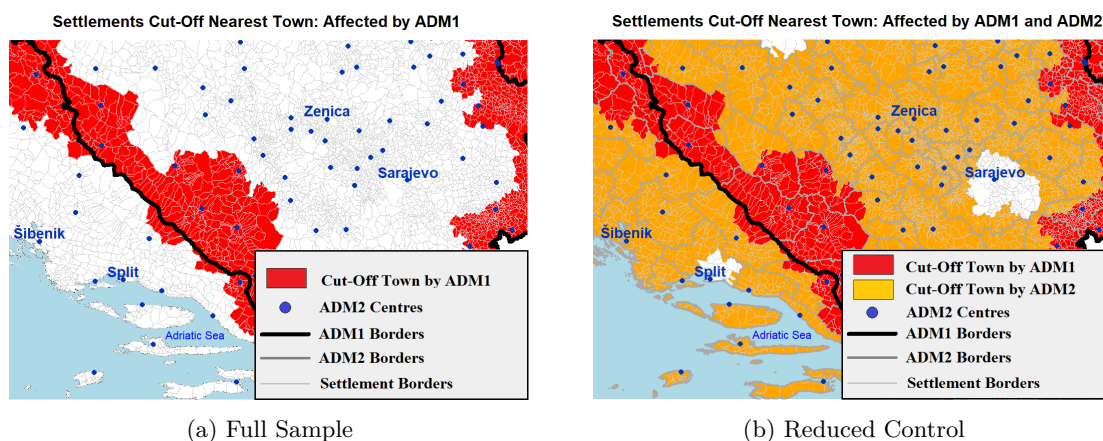 Settlements Cut-Off Nearest Town: Affected by ADM1
Zenica
Sarajevo
Šibenik
Split
Adriatic Sea
Cut-Off Town by ADM1
ADM2 Centres
ADM1 Borders
ADM2 Borders
Settlement Borders
(a) Full Sample
Settlements Cut-Off Nearest Town: Affected by ADM1 and ADM2
Zenica
Sarajevo
Šibenik
Split
Adriatic Sea
Cut-Off Town by ADM1
Cut-Off Town by ADM2
ADM2 Centres
ADM1 Borders
ADM2 Borders
Settlement Borders
(b) Reduced Control